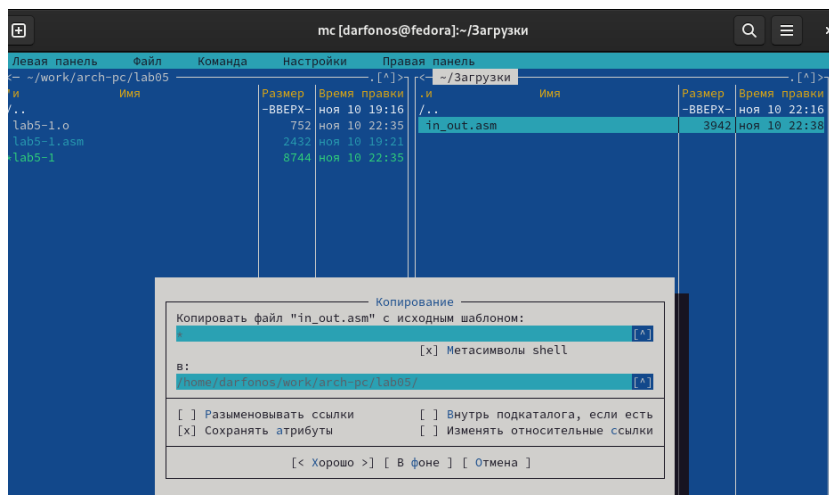 mc [darfonos@fedora]:~/Загрузки
Левая панель Файл Команда Настройки Правая панель
<— ~/work/arch-pc/lab05 .[^]> <— ~/Загрузки .[^]>
'и Имя Размер Время правки .и Имя Размер Время правки
/.. -ВВЕРХ- ноя 10 19:16 /.. -ВВЕРХ- ноя 10 22:16
lab5-1.o 752 ноя 10 22:35 in_out.asm 3942 ноя 10 22:38
lab5-1.asm 2432 ноя 10 19:21
*lab5-1 8744 ноя 10 22:35
Копирование
Копировать файл "in_out.asm" с исходным шаблоном:
* [^]
[x] Метасимволы shell
в:
/home/darfonos/work/arch-pc/lab05/ [^]
[ ] Разыменовывать ссылки [ ] Внутрь подкаталога, если есть
[x] Сохранять атрибуты [ ] Изменять относительные ссылки
[< Хорошо >] [ В фоне ] [ Отмена ]